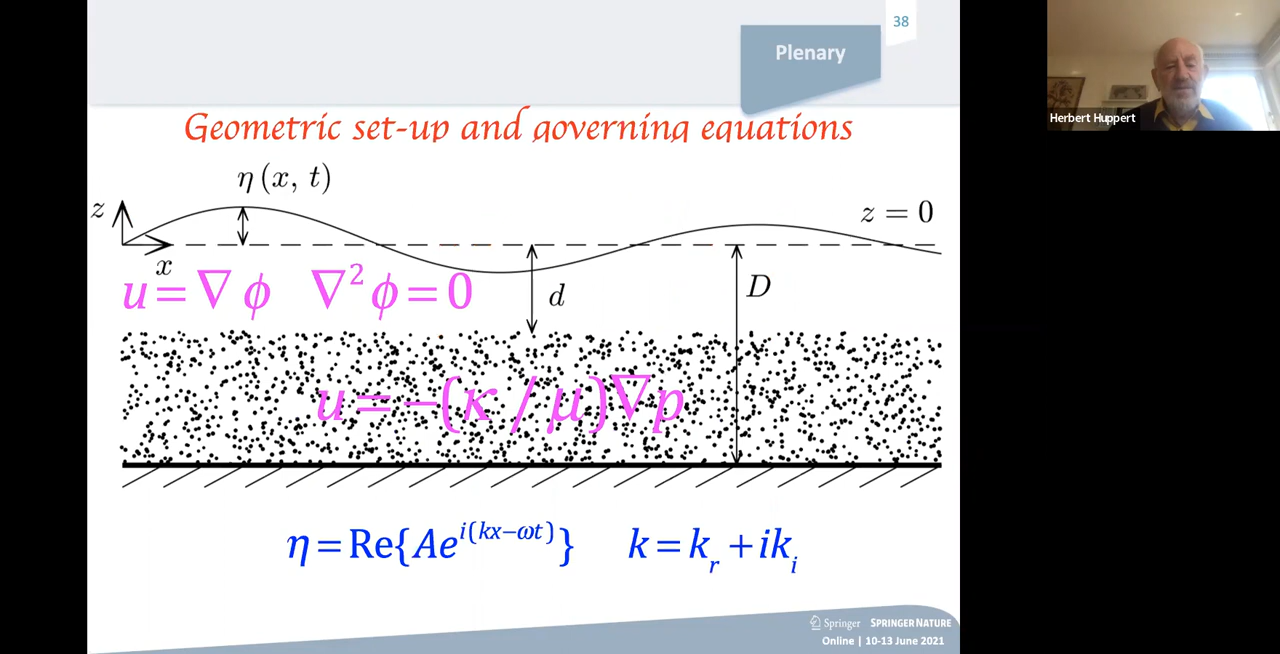 38
Plenary
Geometric set-up and governing equations
η (x, t)
z
z = 0
x
u = ∇ϕ ∇²ϕ = 0
d
D
u = −(κ / μ)∇p
η = Re{Ae^{i(kx−ωt)}} k = k_r + ik_i
Springer SPRINGER NATURE
Online | 10-13 June 2021
Herbert Huppert